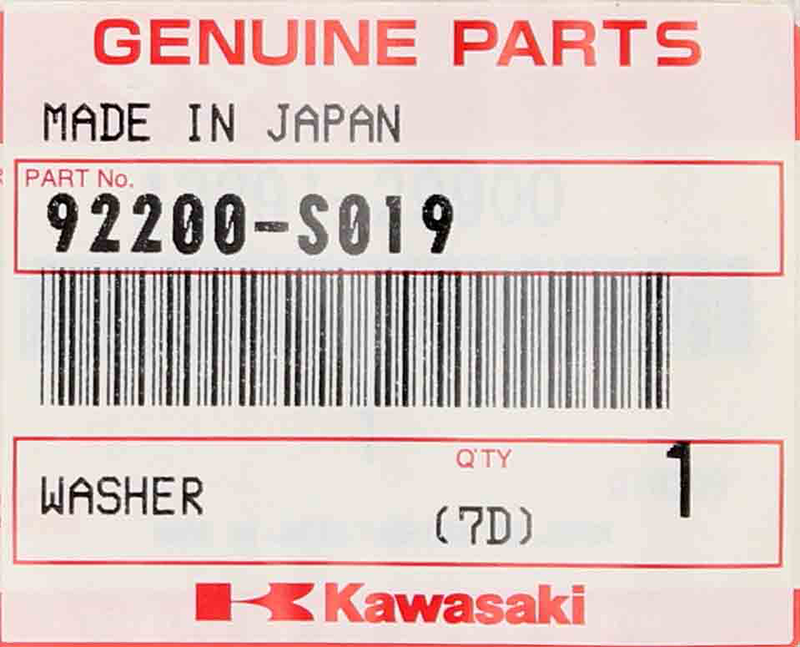 GENUINE PARTS
MADE IN JAPAN
PART No.
92200-S019
Q'TY
1
WASHER
(7D)
Kawasaki